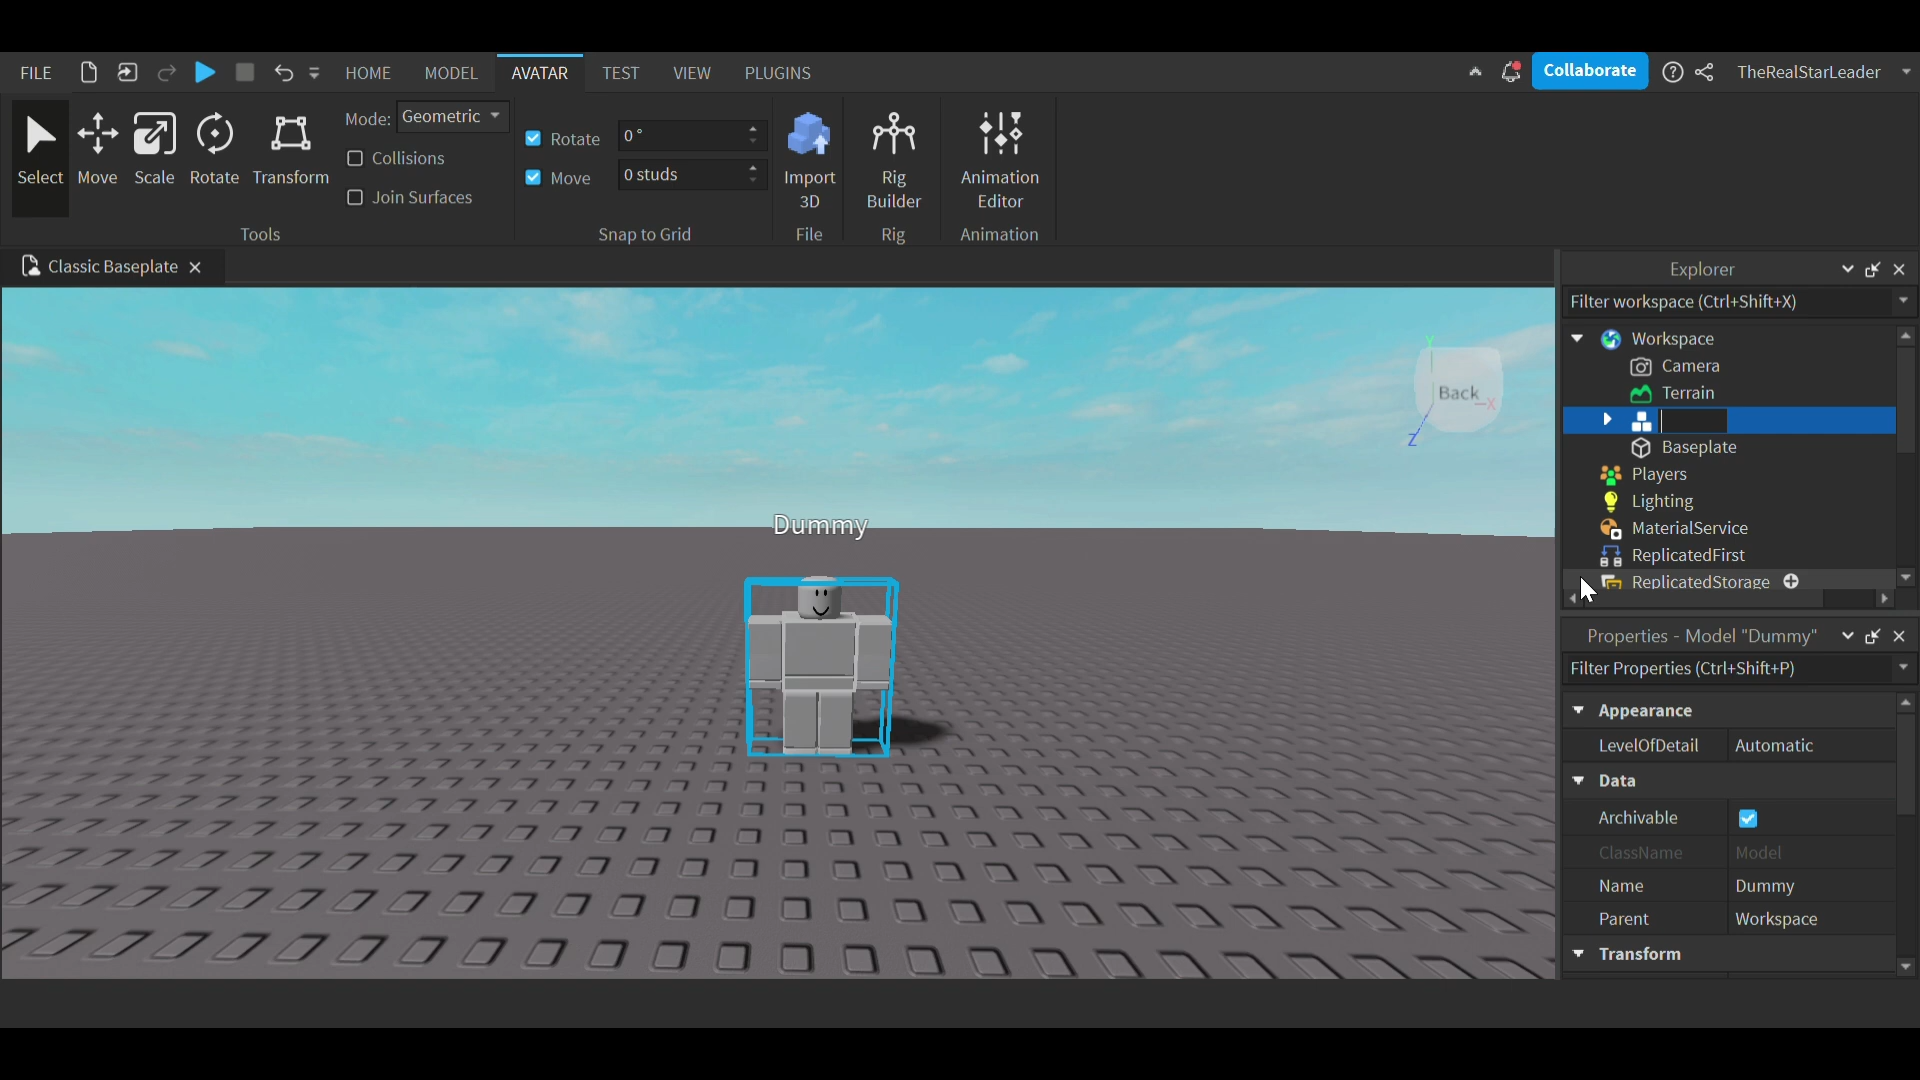 FILE HOME MODEL AVATAR TEST VIEW PLUGINS Collaborate TheRealStarLeader
Select Move Scale Rotate Transform
Mode: Geometric
Collisions
Join Surfaces
Tools
Rotate 0 °
Move 0 studs
Snap to Grid
Import
3D
File
Rig
Builder
Rig
Animation
Editor
Animation
Classic Baseplate
Y
Back
-X
Z
Dummy
Explorer
Filter workspace (Ctrl+Shift+X)
Workspace
Camera
Terrain
Baseplate
Players
Lighting
MaterialService
ReplicatedFirst
ReplicatedStorage
Properties - Model "Dummy"
Filter Properties (Ctrl+Shift+P)
Appearance
LevelOfDetail Automatic
Data
Archivable
ClassName Model
Name Dummy
Parent Workspace
Transform